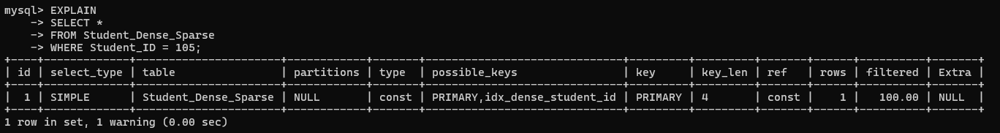 mysql> EXPLAIN
    -> SELECT *
    -> FROM Student_Dense_Sparse
    -> WHERE Student_ID = 105;
+----+-------------+----------------------+------------+-------+------------------------------+---------+---------+-------+------+----------+-------+
| id | select_type | table                | partitions | type  | possible_keys                | key     | key_len | ref   | rows | filtered | Extra |
+----+-------------+----------------------+------------+-------+------------------------------+---------+---------+-------+------+----------+-------+
|  1 | SIMPLE      | Student_Dense_Sparse | NULL       | const | PRIMARY,idx_dense_student_id | PRIMARY | 4       | const |    1 |   100.00 | NULL  |
+----+-------------+----------------------+------------+-------+------------------------------+---------+---------+-------+------+----------+-------+
1 row in set, 1 warning (0.00 sec)